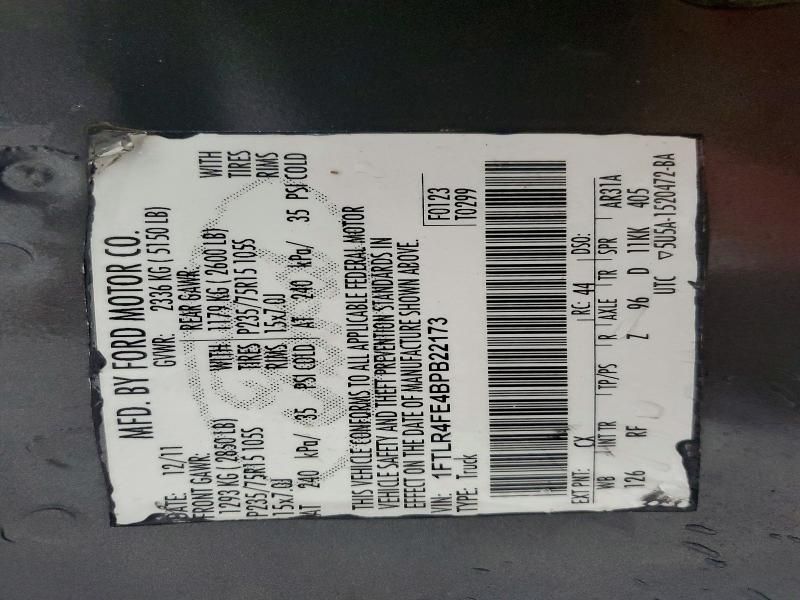 MFD. BY FORD MOTOR CO.
DATE: 12/11 GVWR: 2336 KG ( 5150 LB)
FRONT GAWR: REAR GAWR:
1293 KG ( 2880 LB) WITH 1179 KG ( 2600 LB) WITH
P235/75R15 105S TIRES P235/75R15 105S TIRES
15x7.0J RIMS 15x7.0J RIMS
AT 240 kPa/ 35 PSI COLD AT 240 kPa/ 35 PSI COLD
THIS VEHICLE CONFORMS TO ALL APPLICABLE FEDERAL MOTOR
VEHICLE SAFETY AND THEFT PREVENTION STANDARDS IN
EFFECT ON THE DATE OF MANUFACTURE SHOWN ABOVE.
VIN: 1FTLR4FE4BPB22173 F0123
TYPE: Truck T0299
EXT PNT: CX RC: 44 DSO:
WB INT TR TP/PS R AXLE TR SPR AR31A
126 RF Z 96 D 11KK 405
UTC ▽5U5A-1520472-BA